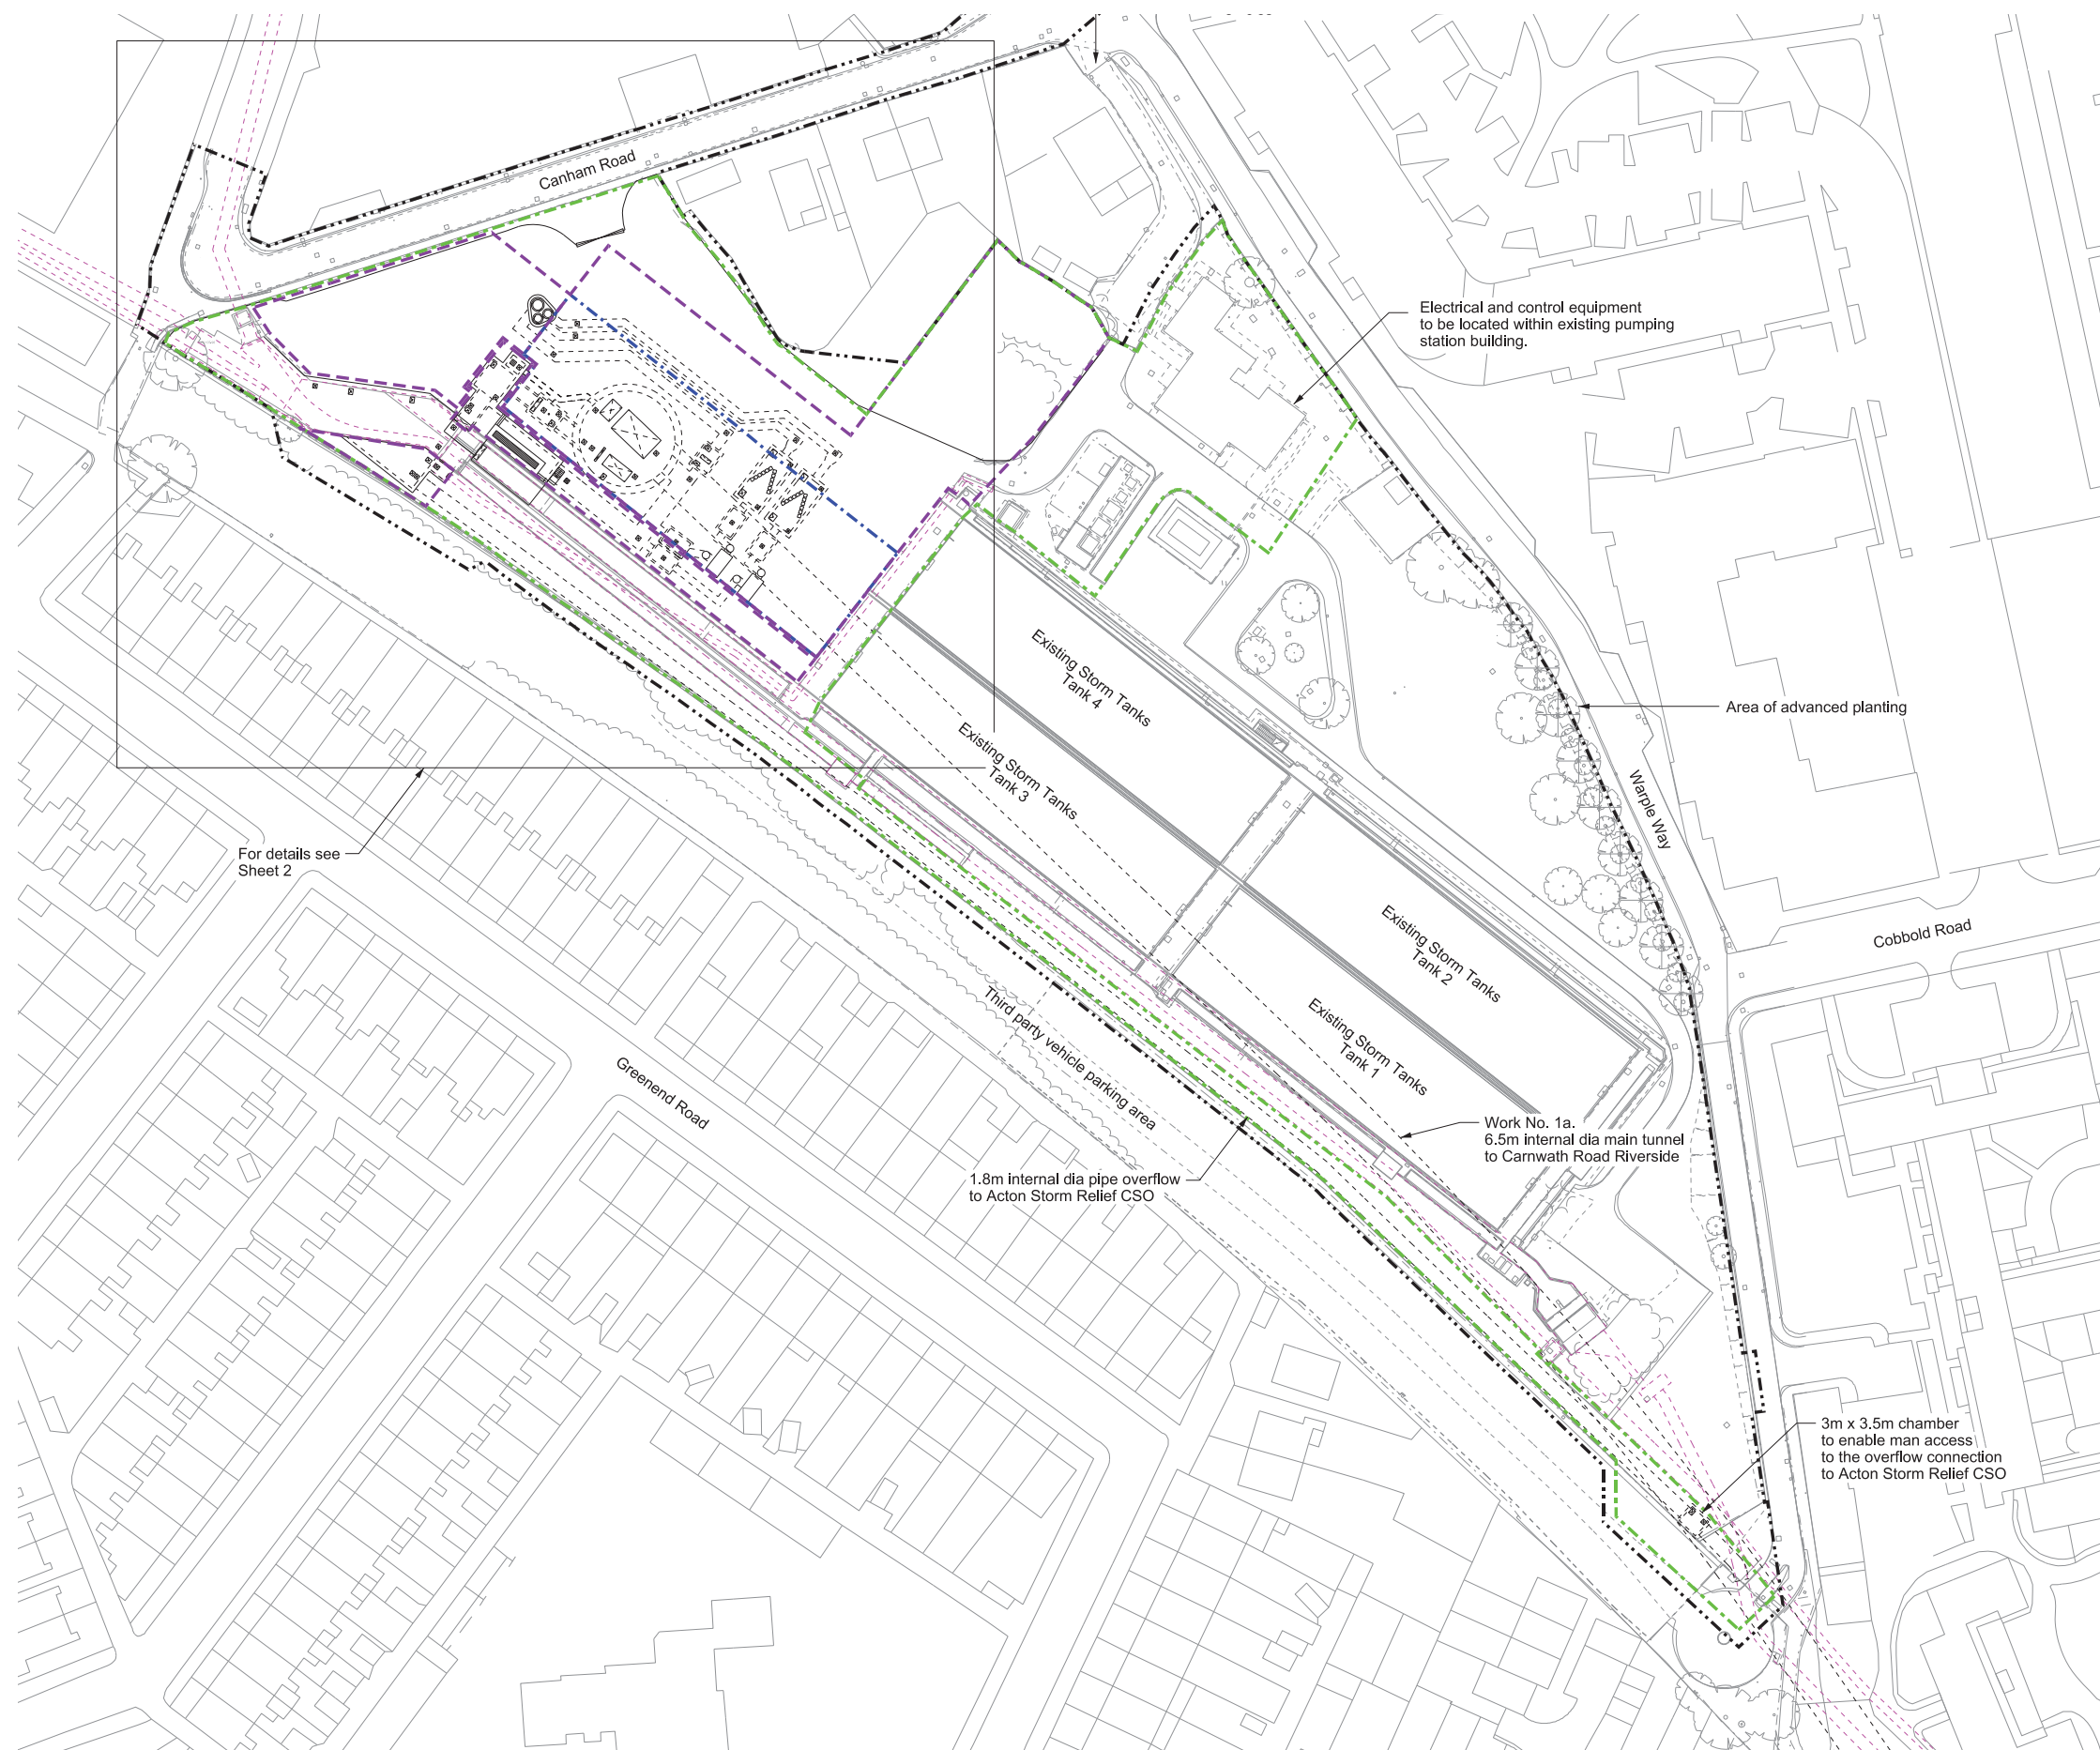 Canham Road
Electrical and control equipment
to be located within existing pumping
station building.
Existing Storm Tanks
Tank 4
Area of advanced planting
Existing Storm Tanks
Tank 3
Warple Way
For details see
Sheet 2
Existing Storm Tanks
Tank 2
Cobbold Road
Third party vehicle parking area
Existing Storm Tanks
Tank 1
Greenend Road
Work No. 1a.
6.5m internal dia main tunnel
to Carnwath Road Riverside
1.8m internal dia pipe overflow
to Acton Storm Relief CSO
3m x 3.5m chamber
to enable man access
to the overflow connection
to Acton Storm Relief CSO